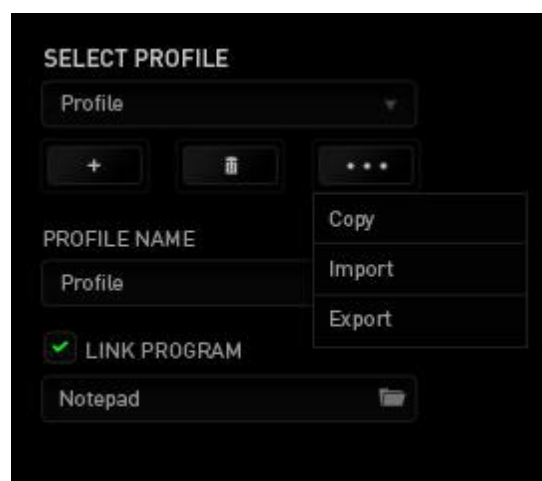 SELECT PROFILE
Profile
+
•••
Copy
PROFILE NAME
Import
Profile
Export
LINK PROGRAM
Notepad